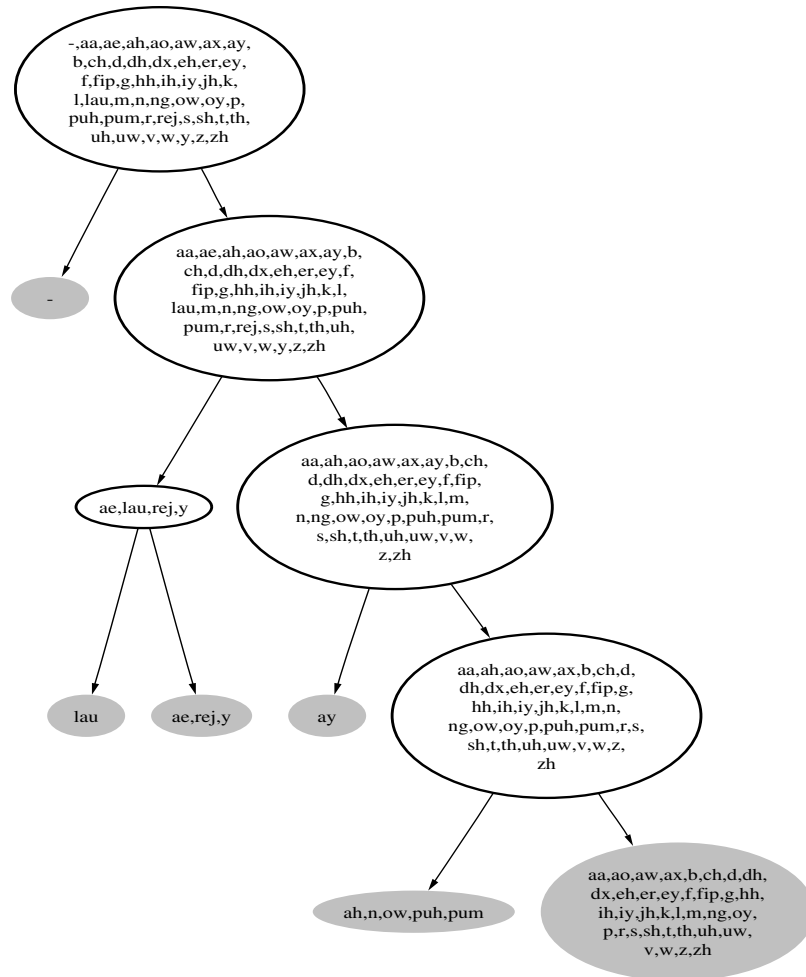 -,aa,ae,ah,ao,aw,ax,ay,
b,ch,d,dh,dx,eh,er,ey,
f,fip,g,hh,ih,iy,jh,k,
l,lau,m,n,ng,ow,oy,p,
puh,pum,r,rej,s,sh,t,th,
uh,uw,v,w,y,z,zh
aa,ae,ah,ao,aw,ax,ay,b,
ch,d,dh,dx,eh,er,ey,f,
fip,g,hh,ih,iy,jh,k,l,
lau,m,n,ng,ow,oy,p,puh,
pum,r,rej,s,sh,t,th,uh,
uw,v,w,y,z,zh
-
aa,ah,ao,aw,ax,ay,b,ch,
d,dh,dx,eh,er,ey,f,fip,
g,hh,ih,iy,jh,k,l,m,
n,ng,ow,oy,p,puh,pum,r,
s,sh,t,th,uh,uw,v,w,
z,zh
ae,lau,rej,y
lau
ae,rej,y
ay
aa,ah,ao,aw,ax,b,ch,d,
dh,dx,eh,er,ey,f,fip,g,
hh,ih,iy,jh,k,l,m,n,
ng,ow,oy,p,puh,pum,r,s,
sh,t,th,uh,uw,v,w,z,
zh
ah,n,ow,puh,pum
aa,ao,aw,ax,b,ch,d,dh,
dx,eh,er,ey,f,fip,g,hh,
ih,iy,jh,k,l,m,ng,oy,
p,r,s,sh,t,th,uh,uw,
v,w,z,zh